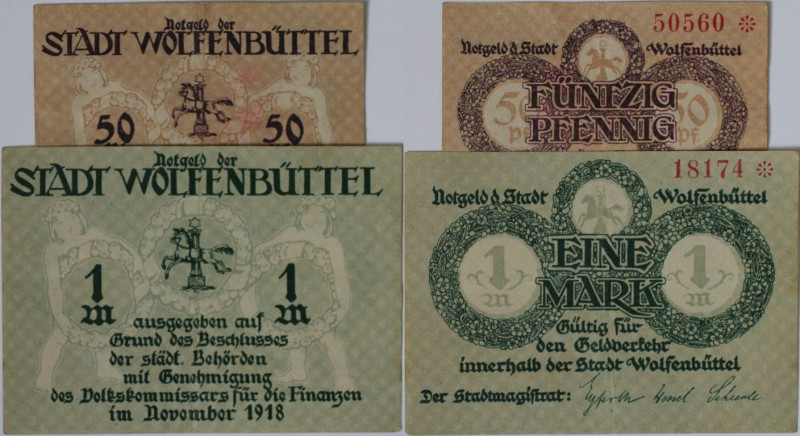 Notgeld der
STADT WOLFENBÜTTEL
50 50
50560 *
Notgeld d. Stadt Wolfenbüttel
50 50
FÜNFZIG
PFENNIG
Notgeld der
STADT WOLFENBÜTTEL
1 1
M M
ausgegeben auf
Grund des Beschlusses
der städt. Behörden
mit Genehmigung
des Volkskommissars für die Finanzen
im November 1918
18174 *
Notgeld d. Stadt Wolfenbüttel
1 1
M M
EINE
MARK
Gültig für
den Geldverkehr
innerhalb der Stadt Wolfenbüttel
Der Stadtmagistrat: